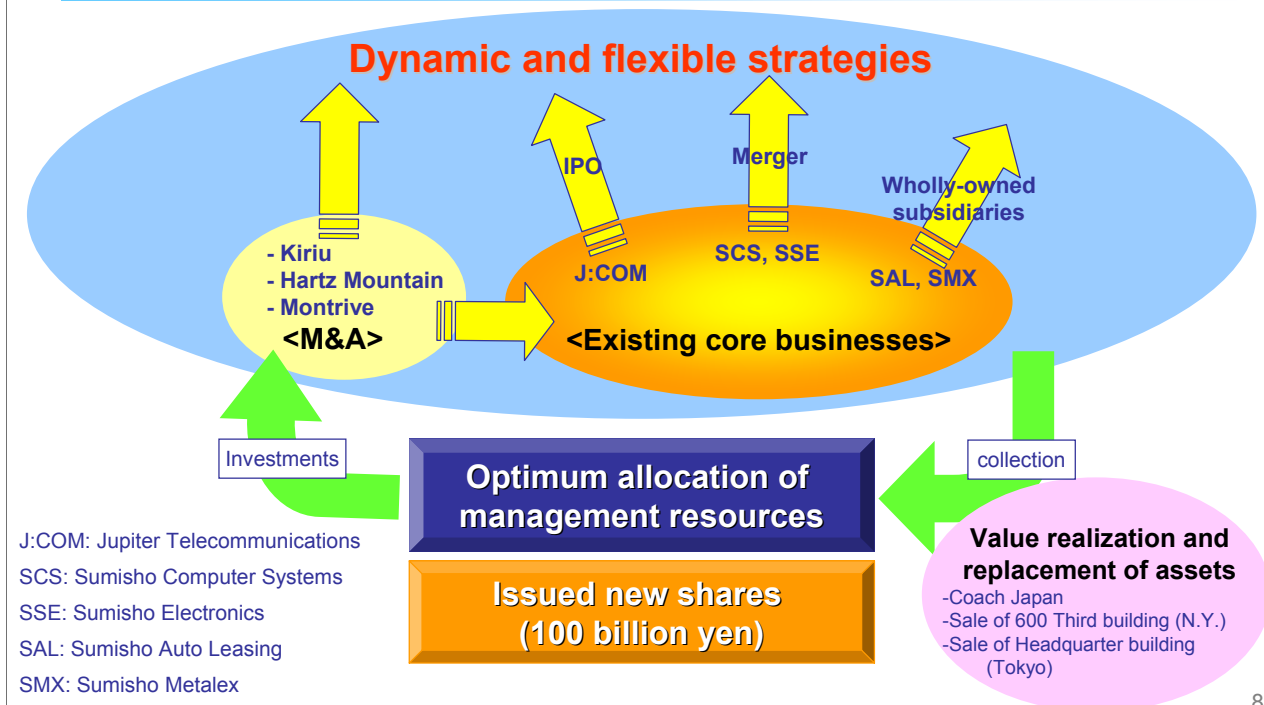 Dynamic and flexible strategies
IPO
Merger
Wholly-owned
subsidiaries
- Kiriu
- Hartz Mountain
- Montrive
<M&A>
J:COM
SCS, SSE
SAL, SMX
<Existing core businesses>
Investments
collection
Optimum allocation of
management resources
Issued new shares
(100 billion yen)
Value realization and
replacement of assets
-Coach Japan
-Sale of 600 Third building (N.Y.)
-Sale of Headquarter building
(Tokyo)
J:COM: Jupiter Telecommunications
SCS: Sumisho Computer Systems
SSE: Sumisho Electronics
SAL: Sumisho Auto Leasing
SMX: Sumisho Metalex
8